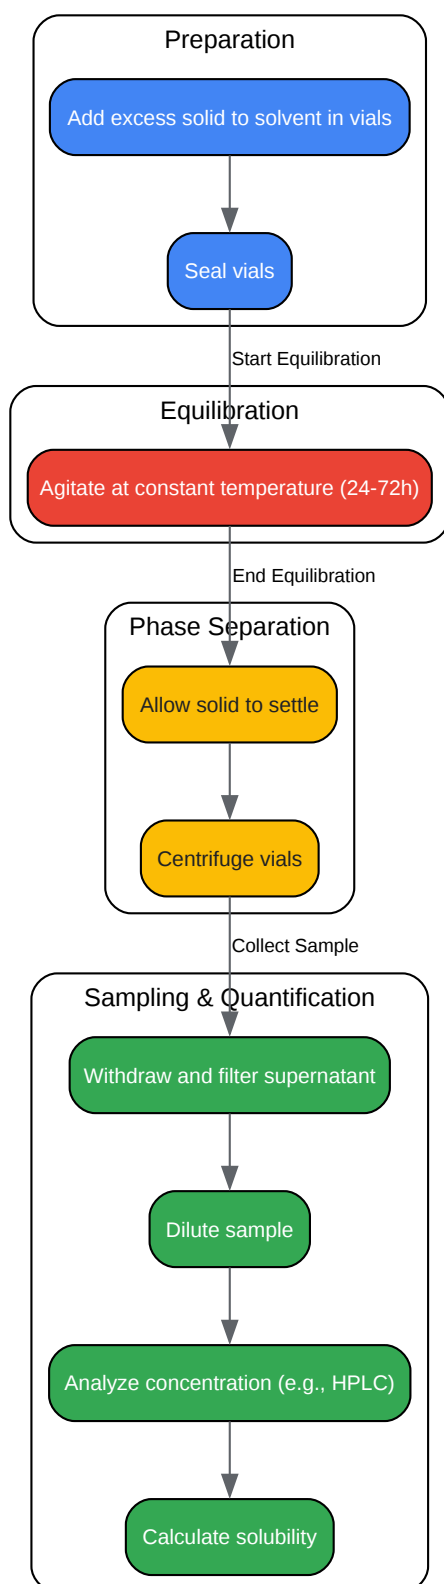 Preparation
Add excess solid to solvent in vials
Seal vials
Start Equilibration
Equilibration
Agitate at constant temperature (24-72h)
End Equilibration
Phase Separation
Allow solid to settle
Centrifuge vials
Collect Sample
Sampling & Quantification
Withdraw and filter supernatant
Dilute sample
Analyze concentration (e.g., HPLC)
Calculate solubility